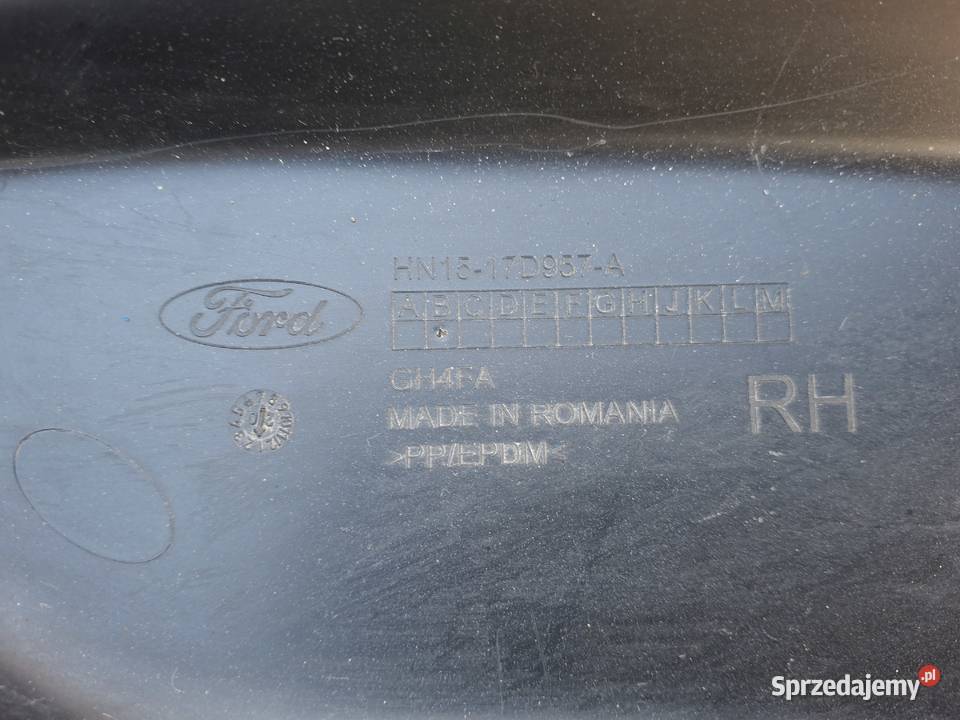 HN15-17D957-A
Ford
A B C D E F G H J K L M
GH4FA
MADE IN ROMANIA
RH
>PP/EPDM<
Sprzedajemy.pl